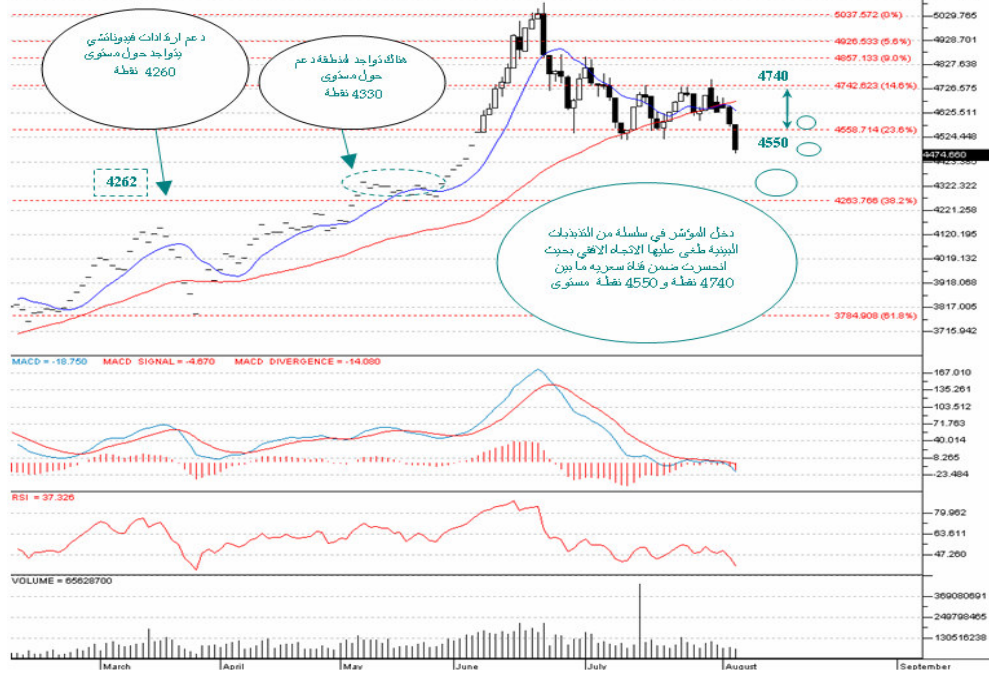 دعم ارتدادات فيبوناتشي
يتواجد حول مستوى
4260 نقطة
هناك تواجد لمنطقة دعم
حول مستوى
4330 نقطة
4262
4740
4550
دخل المؤشر في سلسلة من التذبذبات
البينية طغى عليها الاتجاه الافقي بحيث
انحسرت ضمن قناة سعريه ما بين
4740 نقطة و 4550 نقطة مستوى
5037.572 (0%)
4926.533 (5.6%)
4857.133 (9.0%)
4742.623 (14.6%)
4558.714 (23.6%)
4263.766 (38.2%)
3784.908 (61.8%)
5029.765
4928.701
4827.638
4726.575
4625.511
4524.448
4474.660
4423.385
4322.322
4221.258
4120.195
4019.132
3918.068
3817.005
3715.942
MACD = -18.750 MACD SIGNAL = -4.670 MACD DIVERGENCE = -14.080
167.010
135.261
103.512
71.763
40.014
8.265
-23.484
RSI = 37.326
79.962
63.611
47.260
VOLUME = 65628700
369080691
249798465
130516238
March April May June July August September